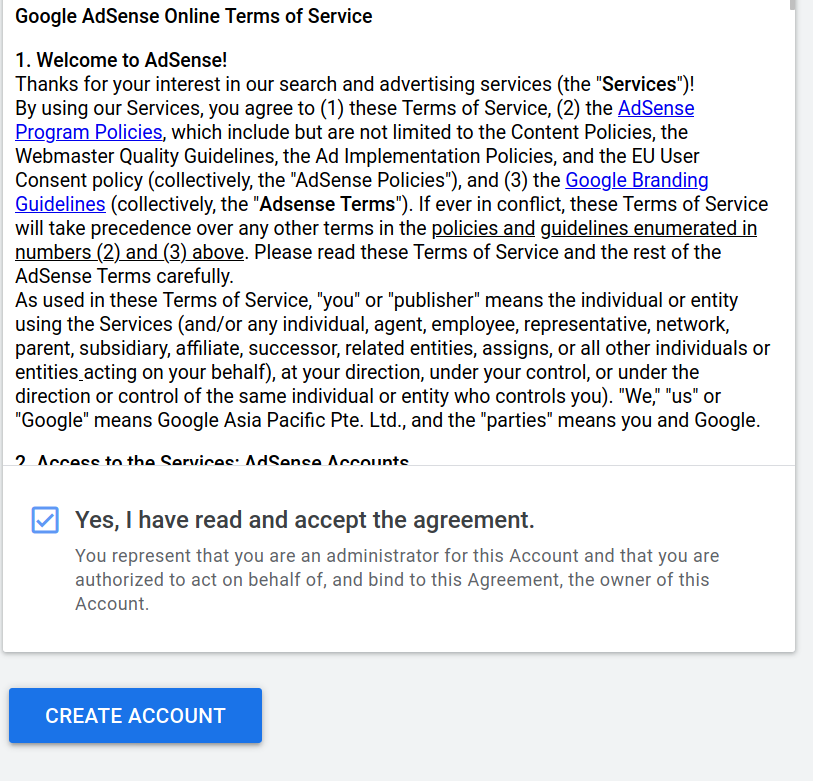 Google AdSense Online Terms of Service
1. Welcome to AdSense!
Thanks for your interest in our search and advertising services (the "Services")!
By using our Services, you agree to (1) these Terms of Service, (2) the AdSense
Program Policies, which include but are not limited to the Content Policies, the
Webmaster Quality Guidelines, the Ad Implementation Policies, and the EU User
Consent policy (collectively, the "AdSense Policies"), and (3) the Google Branding
Guidelines (collectively, the "Adsense Terms"). If ever in conflict, these Terms of Service
will take precedence over any other terms in the policies and guidelines enumerated in
numbers (2) and (3) above. Please read these Terms of Service and the rest of the
AdSense Terms carefully.
As used in these Terms of Service, "you" or "publisher" means the individual or entity
using the Services (and/or any individual, agent, employee, representative, network,
parent, subsidiary, affiliate, successor, related entities, assigns, or all other individuals or
entities acting on your behalf), at your direction, under your control, or under the
direction or control of the same individual or entity who controls you). "We," "us" or
"Google" means Google Asia Pacific Pte. Ltd., and the "parties" means you and Google.
2. Access to the Services; AdSense Accounts
Yes, I have read and accept the agreement.
You represent that you are an administrator for this Account and that you are
authorized to act on behalf of, and bind to this Agreement, the owner of this
Account.
CREATE ACCOUNT